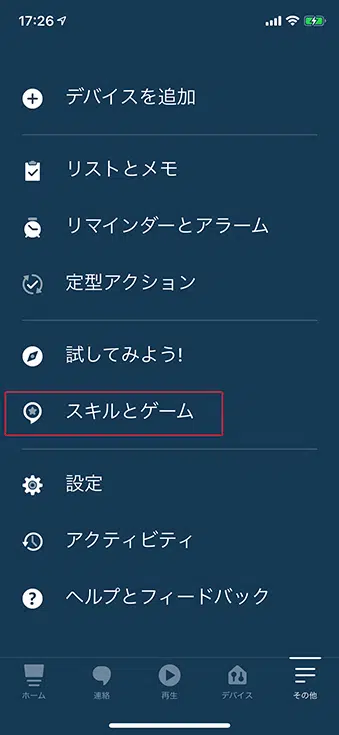 17:26
デバイスを追加
リストとメモ
リマインダーとアラーム
定型アクション
試してみよう!
スキルとゲーム
設定
アクティビティ
ヘルプとフィードバック
ホーム 連絡 再生 デバイス その他